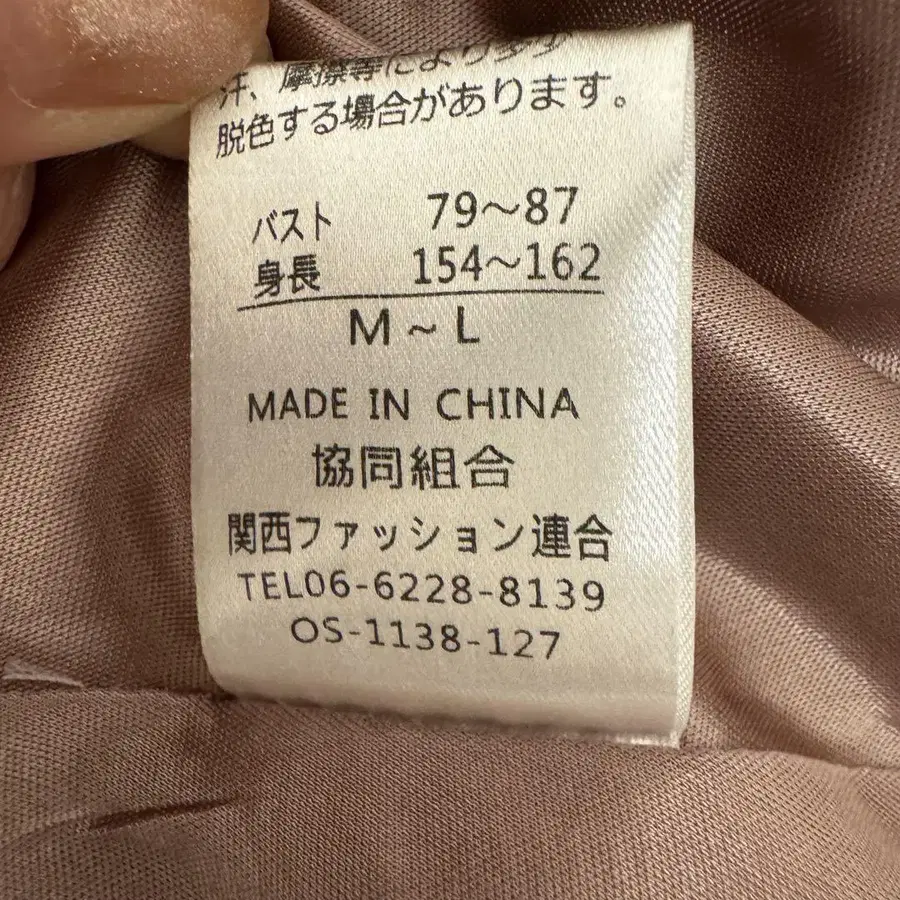 汗、摩擦等により多少
脱色する場合があります。
バスト 79～87
身長 154～162
M ~ L
MADE IN CHINA
協同組合
関西ファッション連合
TEL06-6228-8139
OS-1138-127